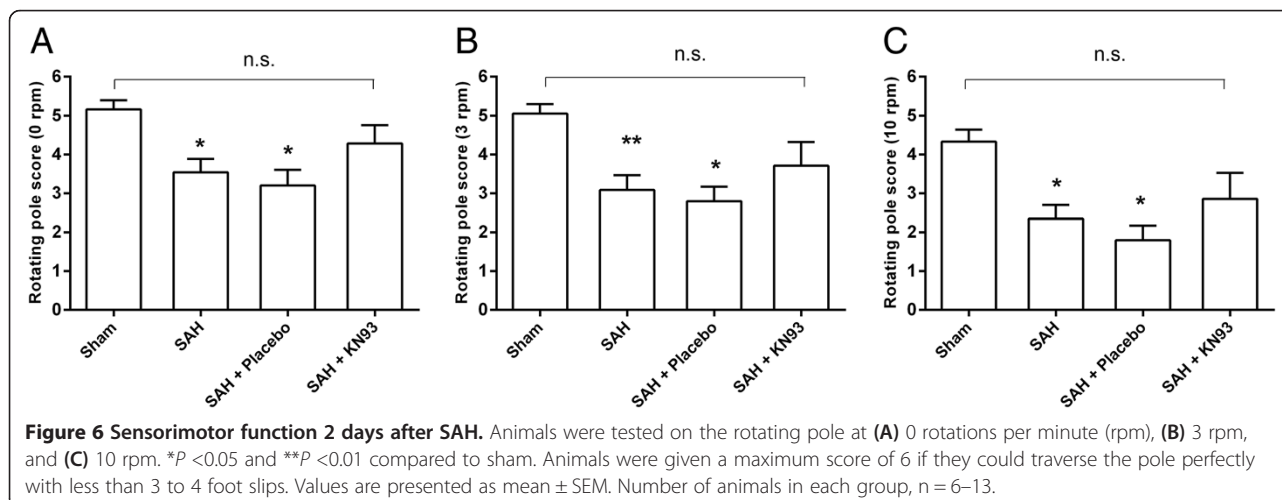 A
n.s.
Rotating pole score (0 rpm)
6
5
4
3
2
1
0
*
*
Sham
SAH
SAH + Placebo
SAH + KN93
B
n.s.
Rotating pole score (3 rpm)
6
5
4
3
2
1
0
**
*
Sham
SAH
SAH + Placebo
SAH + KN93
C
n.s.
Rotating pole score (10 rpm)
6
5
4
3
2
1
0
*
*
Sham
SAH
SAH + Placebo
SAH + KN93
Figure 6 Sensorimotor function 2 days after SAH. Animals were tested on the rotating pole at (A) 0 rotations per minute (rpm), (B) 3 rpm,
and (C) 10 rpm. *P <0.05 and **P <0.01 compared to sham. Animals were given a maximum score of 6 if they could traverse the pole perfectly
with less than 3 to 4 foot slips. Values are presented as mean ± SEM. Number of animals in each group, n = 6–13.